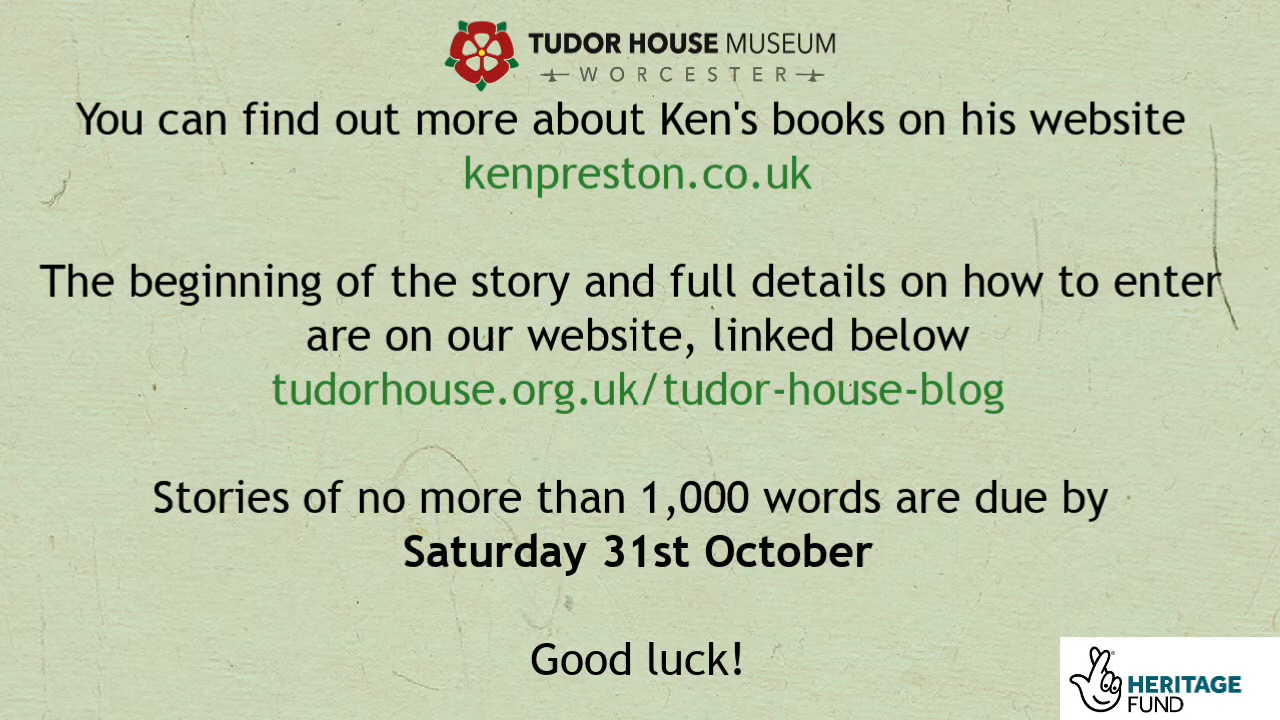 TUDOR HOUSE MUSEUM
WORCESTER
You can find out more about Ken's books on his website
kenpreston.co.uk
The beginning of the story and full details on how to enter
are on our website, linked below
tudorhouse.org.uk/tudor-house-blog
Stories of no more than 1,000 words are due by
Saturday 31st October
Good luck!
HERITAGE
FUND